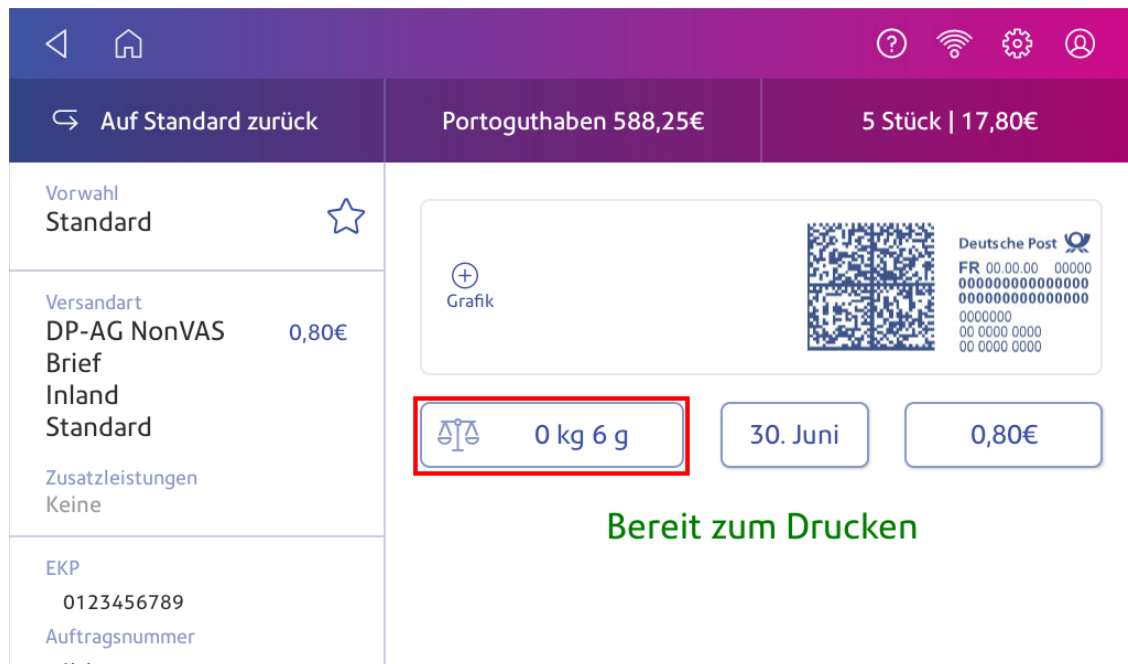 Auf Standard zurück
Portoguthaben 588,25€
5 Stück | 17,80€
Vorwahl
Standard
Versandart
DP-AG NonVAS 0,80€
Brief
Inland
Standard
Zusatzleistungen
Keine
EKP
0123456789
Auftragsnummer
Grafik
Deutsche Post
FR 00.00.00 00000
000000000000000
000000000000000
0000000
00 0000 0000
00 0000 0000
0 kg 6 g
30. Juni
0,80€
Bereit zum Drucken